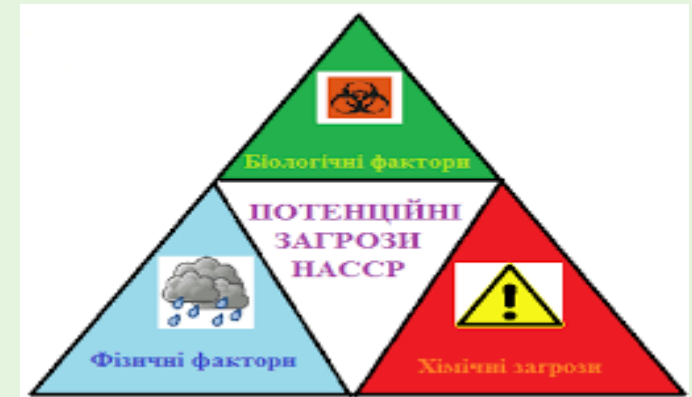 Біологічні фактори
ПОТЕНЦІЙНІ
ЗАГРОЗИ
НАССР
Фізичні фактори
Хімічні загрози